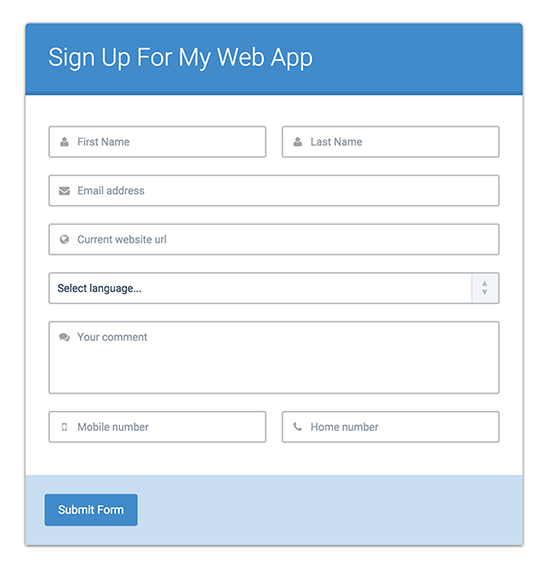 Sign Up For My Web App
First Name
Last Name
Email address
Current website url
Select language...
Your comment
Mobile number
Home number
Submit Form